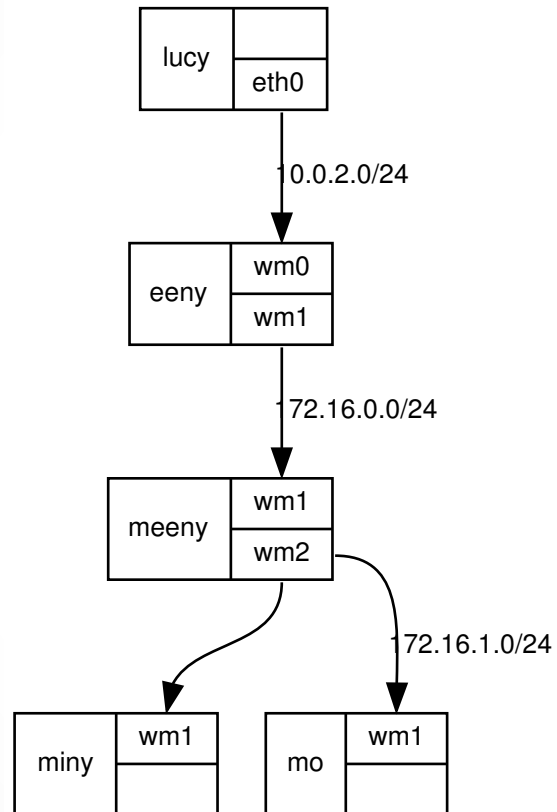 lucy
eth0
10.0.2.0/24
eeny
wm0
wm1
172.16.0.0/24
meeny
wm1
wm2
172.16.1.0/24
miny
wm1
mo
wm1